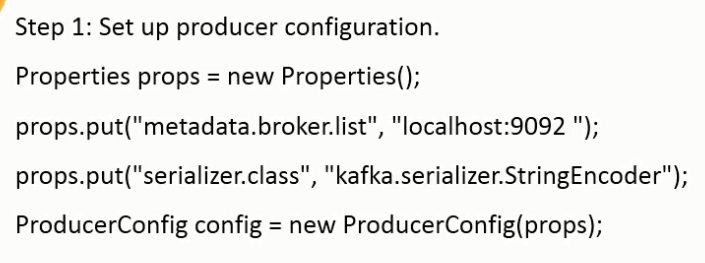 Step 1: Set up producer configuration.
Properties props = new Properties();
props.put("metadata.broker.list", "localhost:9092 ");
props.put("serializer.class", "kafka.serializer.StringEncoder");
ProducerConfig config = new ProducerConfig(props);